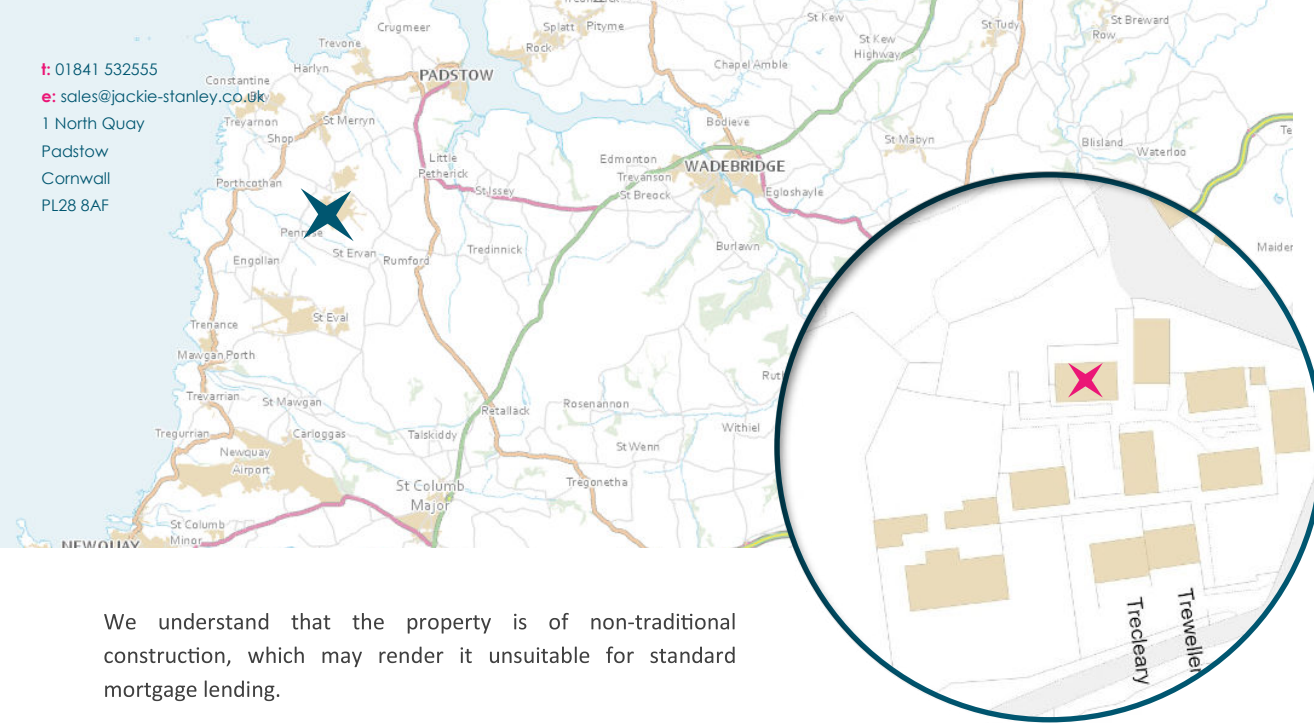 t: 01841 532555
e: sales@jackie-stanley.co.uk
1 North Quay
Padstow
Cornwall
PL28 8AF
Crugmeer
Trevone
Harlyn
Constantine
Treyarnon
Shop
St Merryn
PADSTOW
Splatt
Pityme
Rock
St Kew
St Kew
Highway
Chapel Amble
St Tudy
St Breward
Row
Bodieve
St Mabyn
Blisland
Waterloo
Te
Little
Petherick
Edmonton
WADEBRIDGE
Trevanson
St Breock
Egloshayle
Porthcothan
St Issey
Penrose
St Ervan
Rumford
Tredinnick
Burlawn
Maider
Engollan
St Eval
Trenance
Mawgan Porth
Trevarrian
St Mawgan
Retallack
Rosenannon
Ruth
Tregurrian
Carloggas
Talskiddy
Withiel
St Wenn
Newquay
Airport
St Columb
Major
Tregonetha
St Columb
Minor
NEWQUAY
Trecleary
Treweller
We understand that the property is of non-traditional
construction, which may render it unsuitable for standard
mortgage lending.